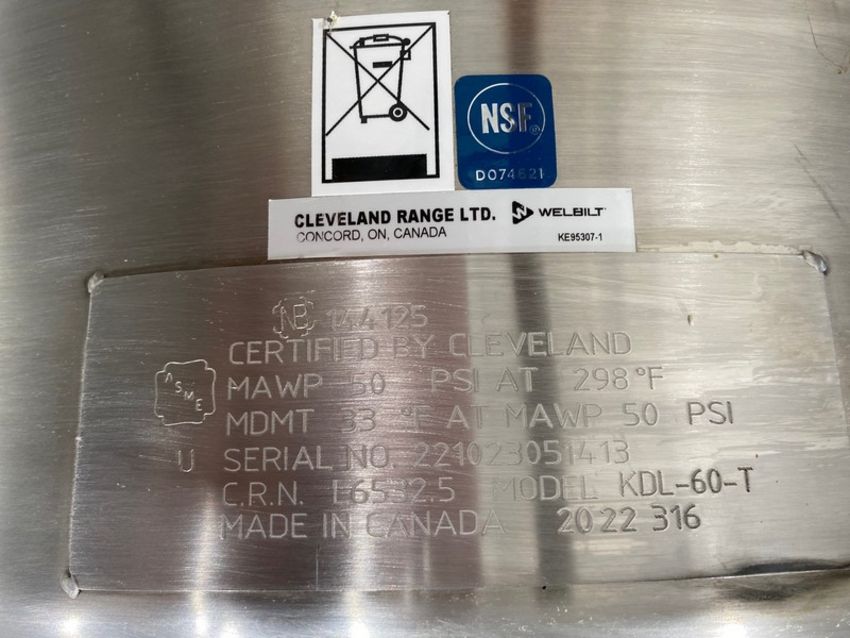 NSF®
D074621
CLEVELAND RANGE LTD. WELBILT
CONCORD, ON, CANADA KE95307-1
NB 144125
CERTIFIED BY CLEVELAND
ASME
MAWP 50 PSI AT 298°F
MDMT 33 °F AT MAWP 50 PSI
U SERIAL NO. 221023051413
C.R.N. L6532.5 MODEL KDL-60-T
MADE IN CANADA 2022 316